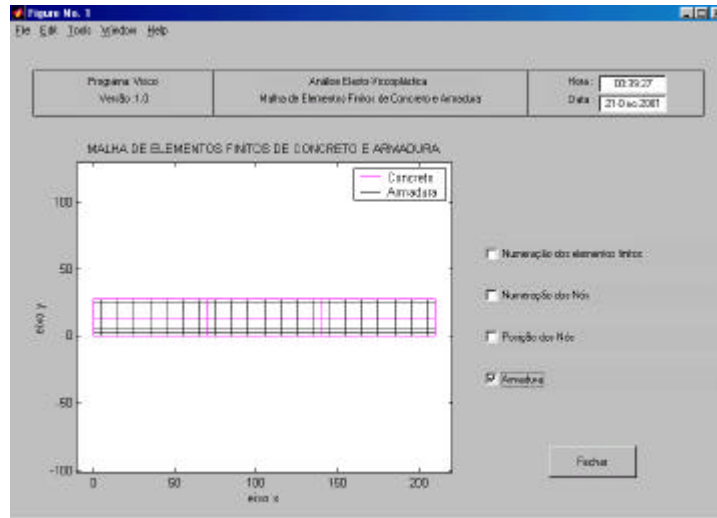 Figure No. 1
File Edit Tools Window Help
Programa Visco
Versão :1.0
Análise Elasto-Viscoplástica
Malha de Elementos Finitos de Concreto e Armadura
Hora : 00:39:27
Data : 21-Dec-2001
MALHA DE ELEMENTOS FINITOS DE CONCRETO E ARMADURA
Concreto
Armadura
100
50
0
-50
-100
eixo y
0 50 100 150 200
eixo x
Numeração dos elementos finitos
Numeração dos Nós
Posição dos Nós
Armadura
Fechar